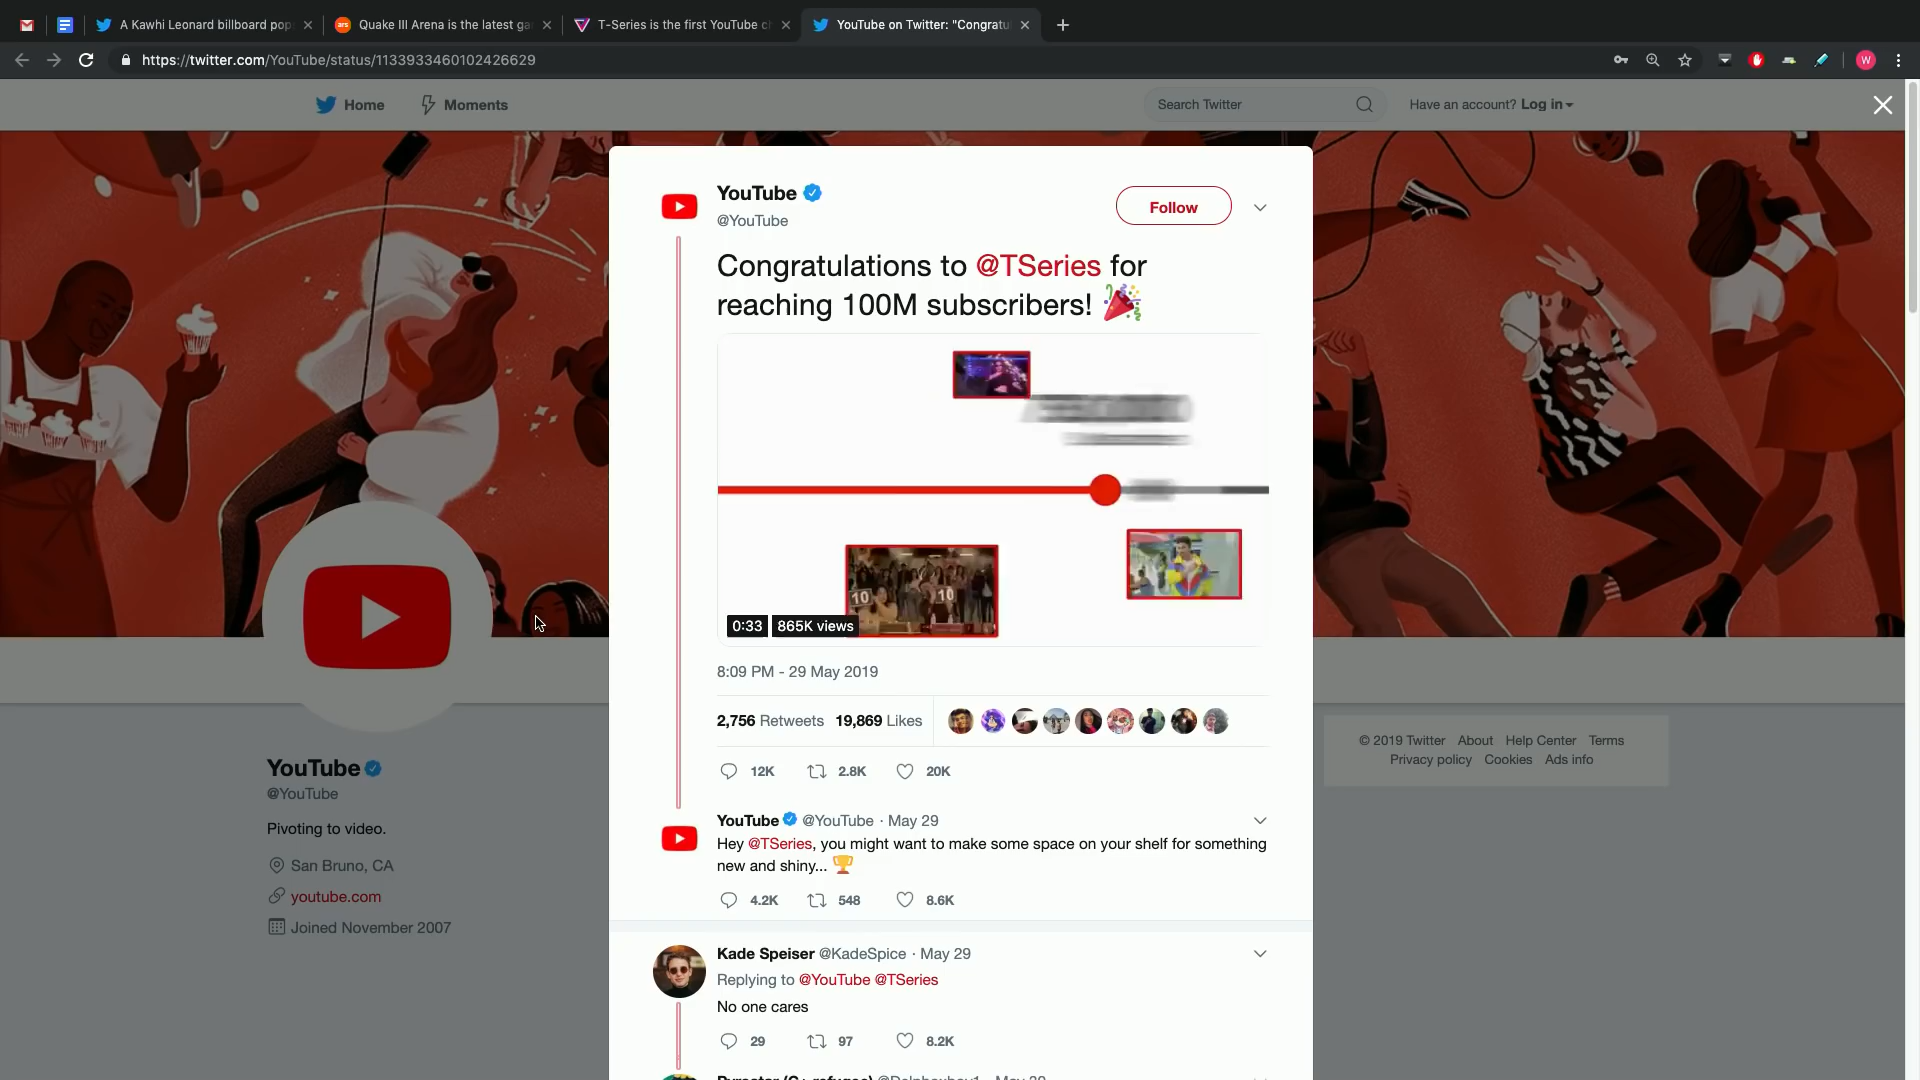 A Kawhi Leonard billboard pop
Quake III Arena is the latest ga
T-Series is the first YouTube ch
YouTube on Twitter: "Congratu
https://twitter.com/YouTube/status/1133933460102426629
W
Home
Moments
Search Twitter
Have an account? Log in
YouTube
@YouTube
Follow
Congratulations to @TSeries for
reaching 100M subscribers!
10
10
0:33
865K views
8:09 PM - 29 May 2019
2,756 Retweets
19,869 Likes
12K
2.8K
20K
YouTube @YouTube · May 29
Hey @TSeries, you might want to make some space on your shelf for something
new and shiny...
4.2K
548
8.6K
Kade Speiser @KadeSpice · May 29
Replying to @YouTube @TSeries
No one cares
29
97
8.2K
YouTube
@YouTube
Pivoting to video.
San Bruno, CA
youtube.com
Joined November 2007
© 2019 Twitter About Help Center Terms
Privacy policy Cookies Ads info